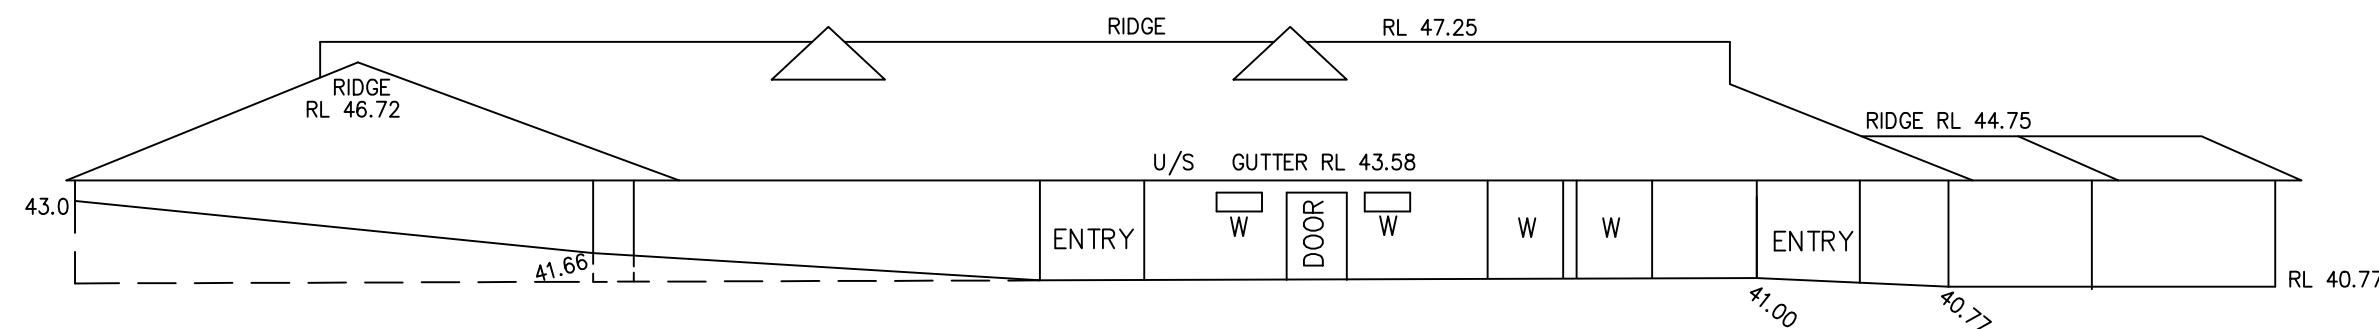 RIDGE RL 47.25
RIDGE
RL 46.72
RIDGE RL 44.75
U/S GUTTER RL 43.58
43.0
W
DOOR
W
W
W
ENTRY
ENTRY
41.66
RL 40.77
41.00
40.77